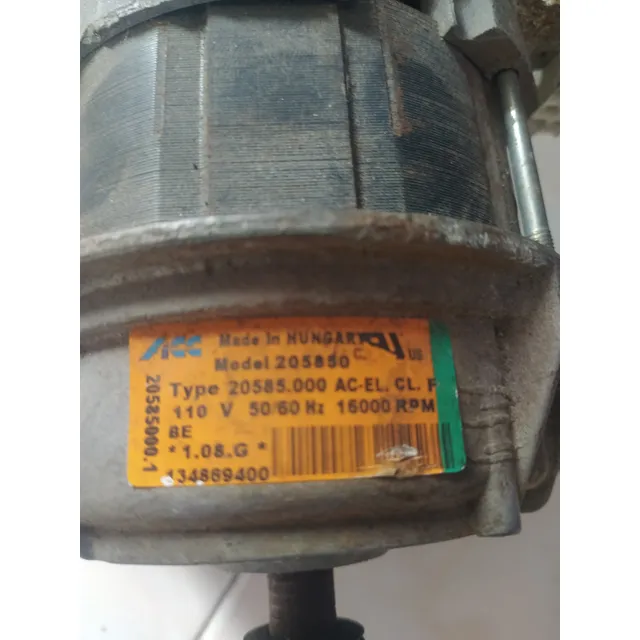 ACC Made in HUNGARY
C US
Model 205850
Type 20585.000 AC-EL. CL. F
110 V 50/60 Hz 16000 RPM
8E
*1.08.G*
134869400
20585000.1